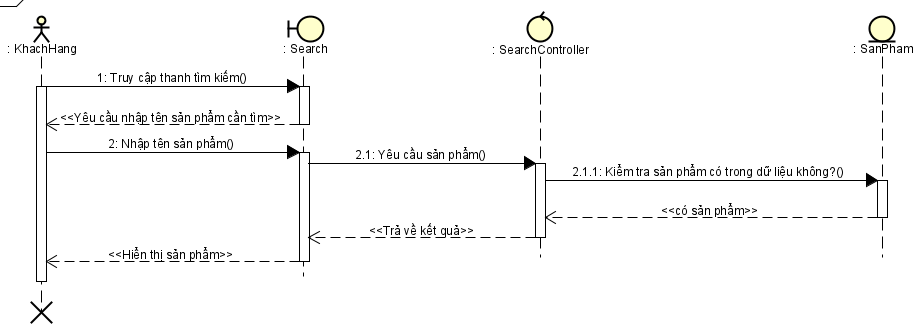 : KhachHang
: Search
: SearchController
: SanPham
1: Truy cập thanh tìm kiếm()
<<Yêu cầu nhập tên sản phẩm cần tìm>>
2: Nhập tên sản phẩm()
2.1: Yêu cầu sản phẩm()
2.1.1: Kiểm tra sản phẩm có trong dữ liệu không?()
<<có sản phẩm>>
<<Trả về kết quả>>
<<Hiển thị sản phẩm>>